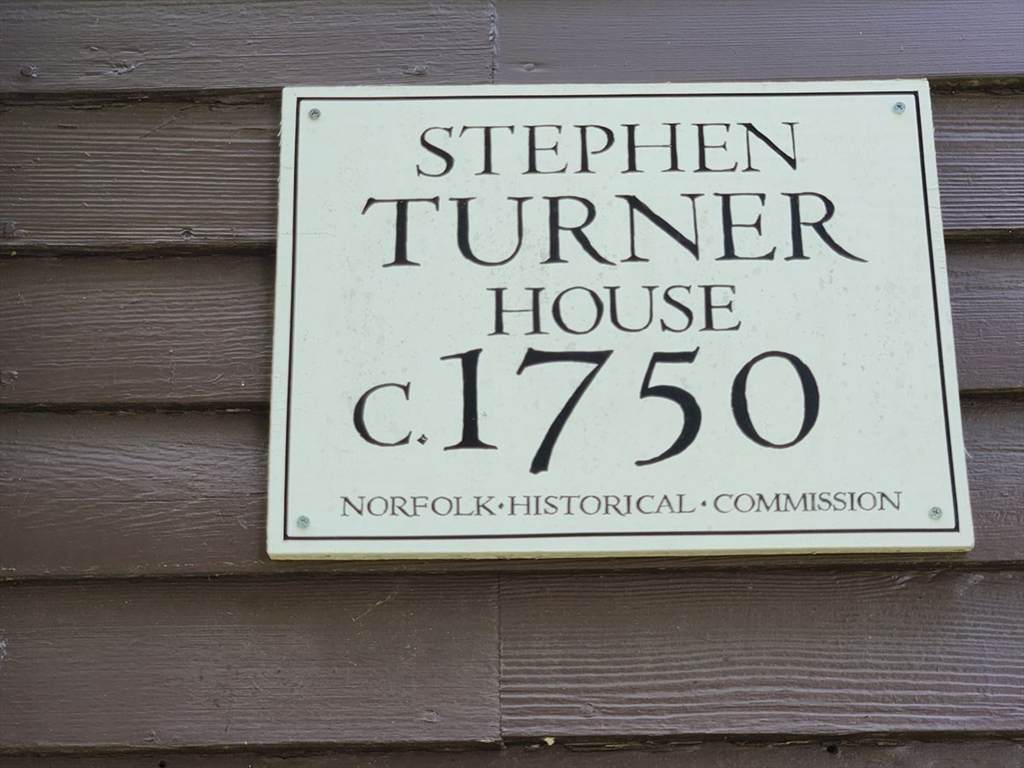 STEPHEN
TURNER
HOUSE
C. 1750
NORFOLK·HISTORICAL·COMMISSION